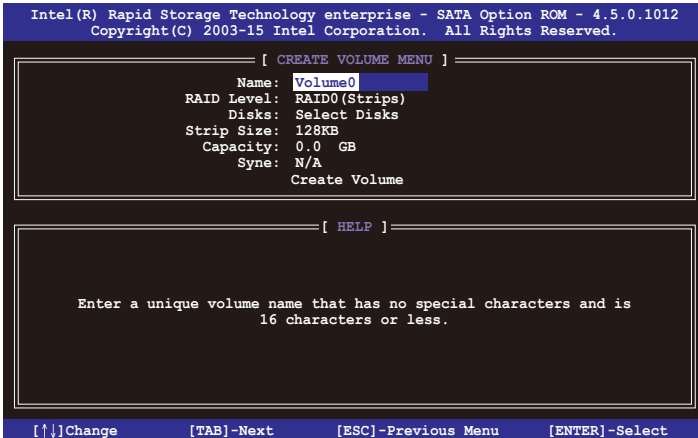 Intel(R) Rapid Storage Technology enterprise - SATA Option ROM - 4.5.0.1012
Copyright(C) 2003-15 Intel Corporation. All Rights Reserved.
[ CREATE VOLUME MENU ]
Name: Volume0
RAID Level: RAID0(Strips)
Disks: Select Disks
Strip Size: 128KB
Capacity: 0.0 GB
Syne: N/A
Create Volume
[ HELP ]
Enter a unique volume name that has no special characters and is
16 characters or less.
[↑↓]Change [TAB]-Next [ESC]-Previous Menu [ENTER]-Select